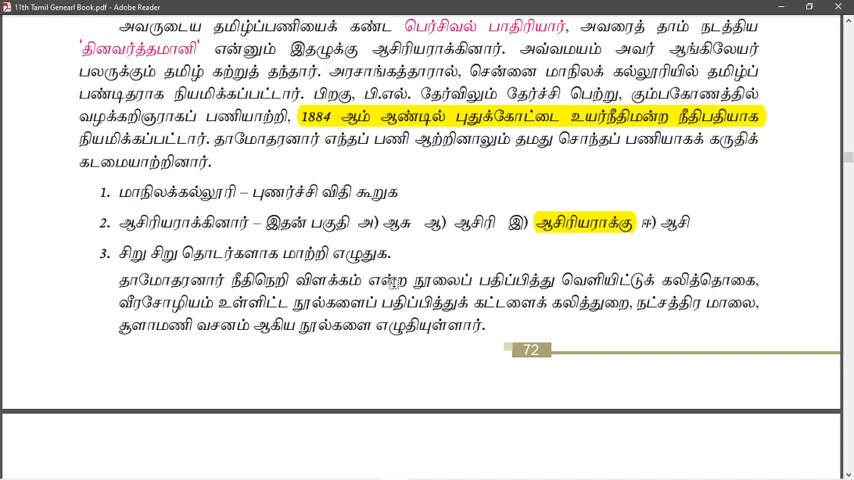 11th Tamil Genearl Book.pdf - Adobe Reader
அவருடைய தமிழ்ப்பணியைக் கண்ட பெர்சிவல் பாதிரியார், அவரைத் தாம் நடத்திய
'தினவர்த்தமானி' என்னும் இதழுக்கு ஆசிரியராக்கினார். அவ்வமயம் அவர் ஆங்கிலேயர்
பலருக்கும் தமிழ் கற்றுத் தந்தார். அரசாங்கத்தாரால், சென்னை மாநிலக் கல்லூரியில் தமிழ்ப்
பண்டிதராக நியமிக்கப்பட்டார். பிறகு, பி.எல். தேர்விலும் தேர்ச்சி பெற்று, கும்பகோணத்தில்
வழக்கறிஞராகப் பணியாற்றி, 1884 ஆம் ஆண்டில் புதுக்கோட்டை உயர்நீதிமன்ற நீதிபதியாக
நியமிக்கப்பட்டார். தாமோதரனார் எந்தப் பணி ஆற்றினாலும் தமது சொந்தப் பணியாகக் கருதிக்
கடமையாற்றினார்.
1. மாநிலக்கல்லூரி – புணர்ச்சி விதி கூறுக
2. ஆசிரியராக்கினார் – இதன் பகுதி அ) ஆசு ஆ) ஆசிரி இ) ஆசிரியராக்கு ஈ) ஆசி
3. சிறு சிறு தொடர்களாக மாற்றி எழுதுக.
தாமோதரனார் நீதிநெறி விளக்கம் என்ற நூலைப் பதிப்பித்து வெளியிட்டுக் கலித்தொகை,
வீரசோழியம் உள்ளிட்ட நூல்களைப் பதிப்பித்துக் கட்டளைக் கலித்துறை, நட்சத்திர மாலை,
சூளாமணி வசனம் ஆகிய நூல்களை எழுதியுள்ளார்.
72